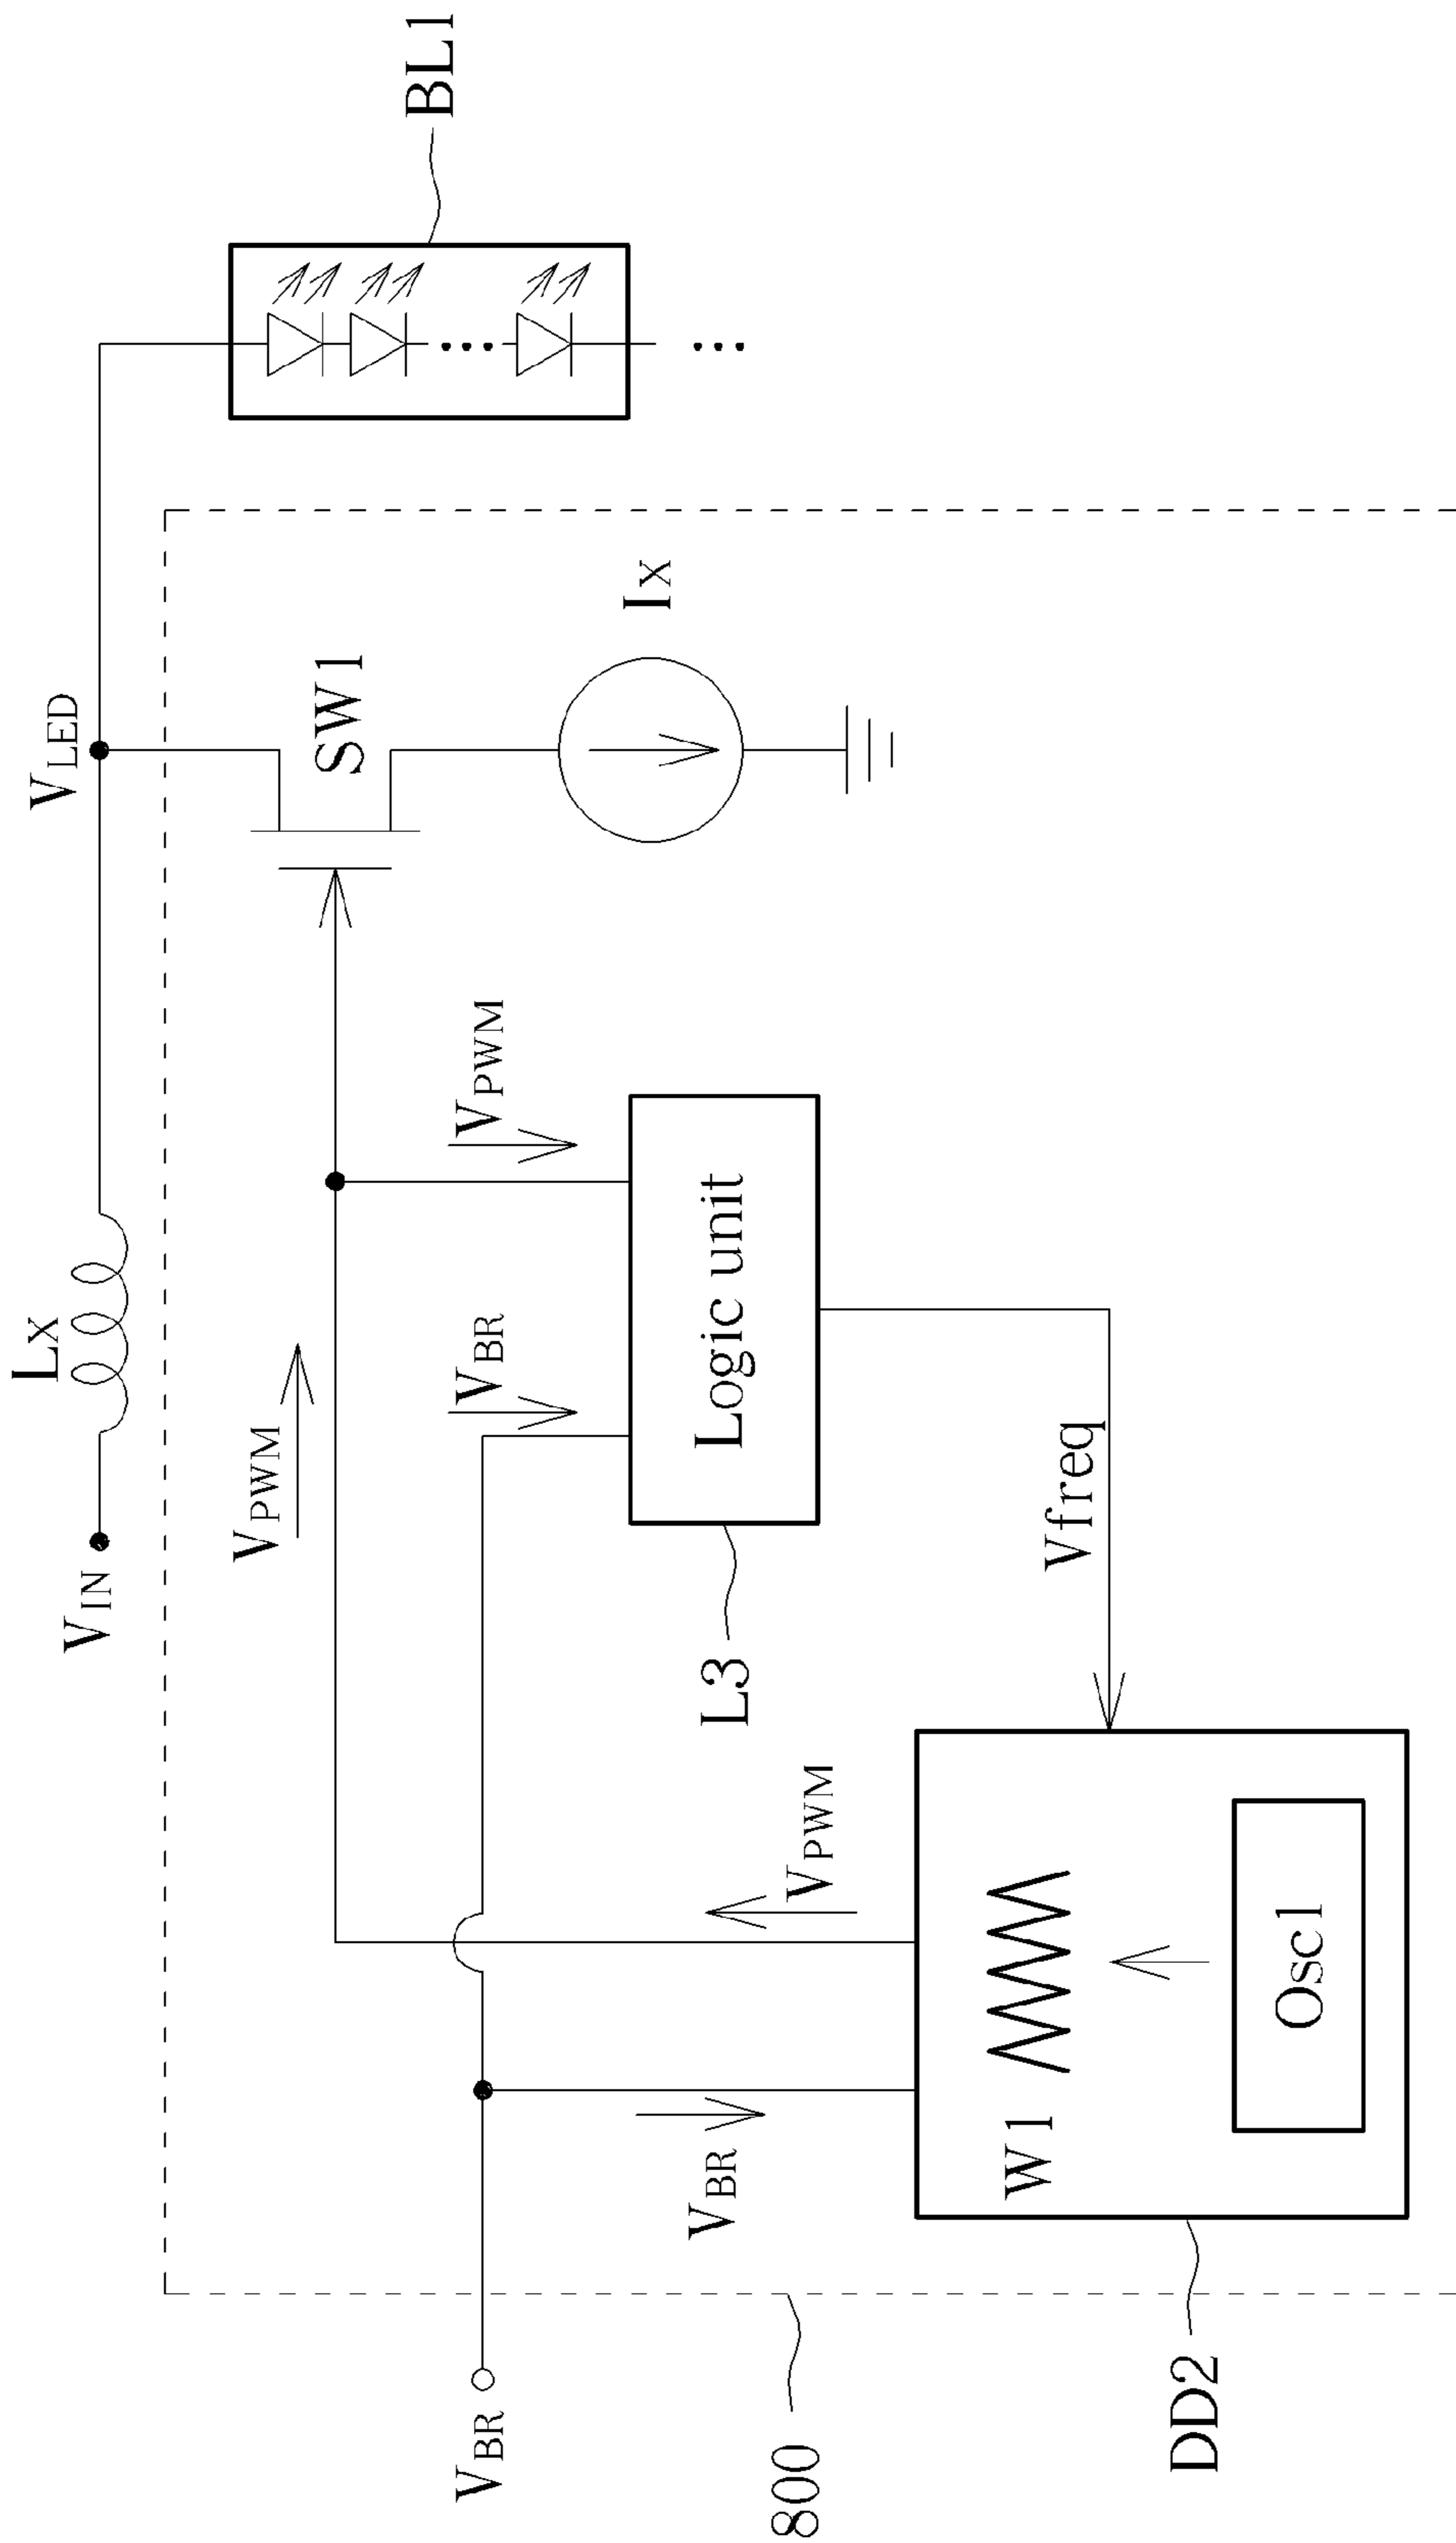 VIN
LX
VLED
BL1
VPWM
SW1
IX
VBR
VBR
VPWM
Logic unit
L3
VBR
VPWM
Vfreq
W1
Osc1
800
DD2